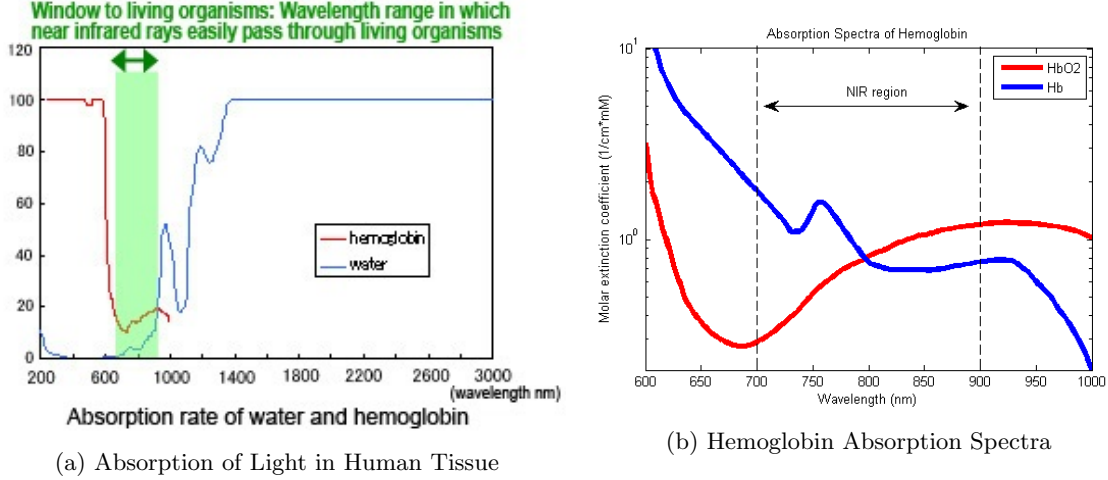 Window to living organisms: Wavelength range in which
near infrared rays easily pass through living organisms
120
100
80
60
40
20
0
hemoglobin
water
200 600 1000 1400 1800 2200 2600 3000
(wavelength nm)
Absorption rate of water and hemoglobin
(a) Absorption of Light in Human Tissue
Absorption Spectra of Hemoglobin
10^1
10^0
Molar extinction coefficient (1/cm*mM)
HbO2
Hb
NIR region
600 650 700 750 800 850 900 950 1000
Wavelength (nm)
(b) Hemoglobin Absorption Spectra